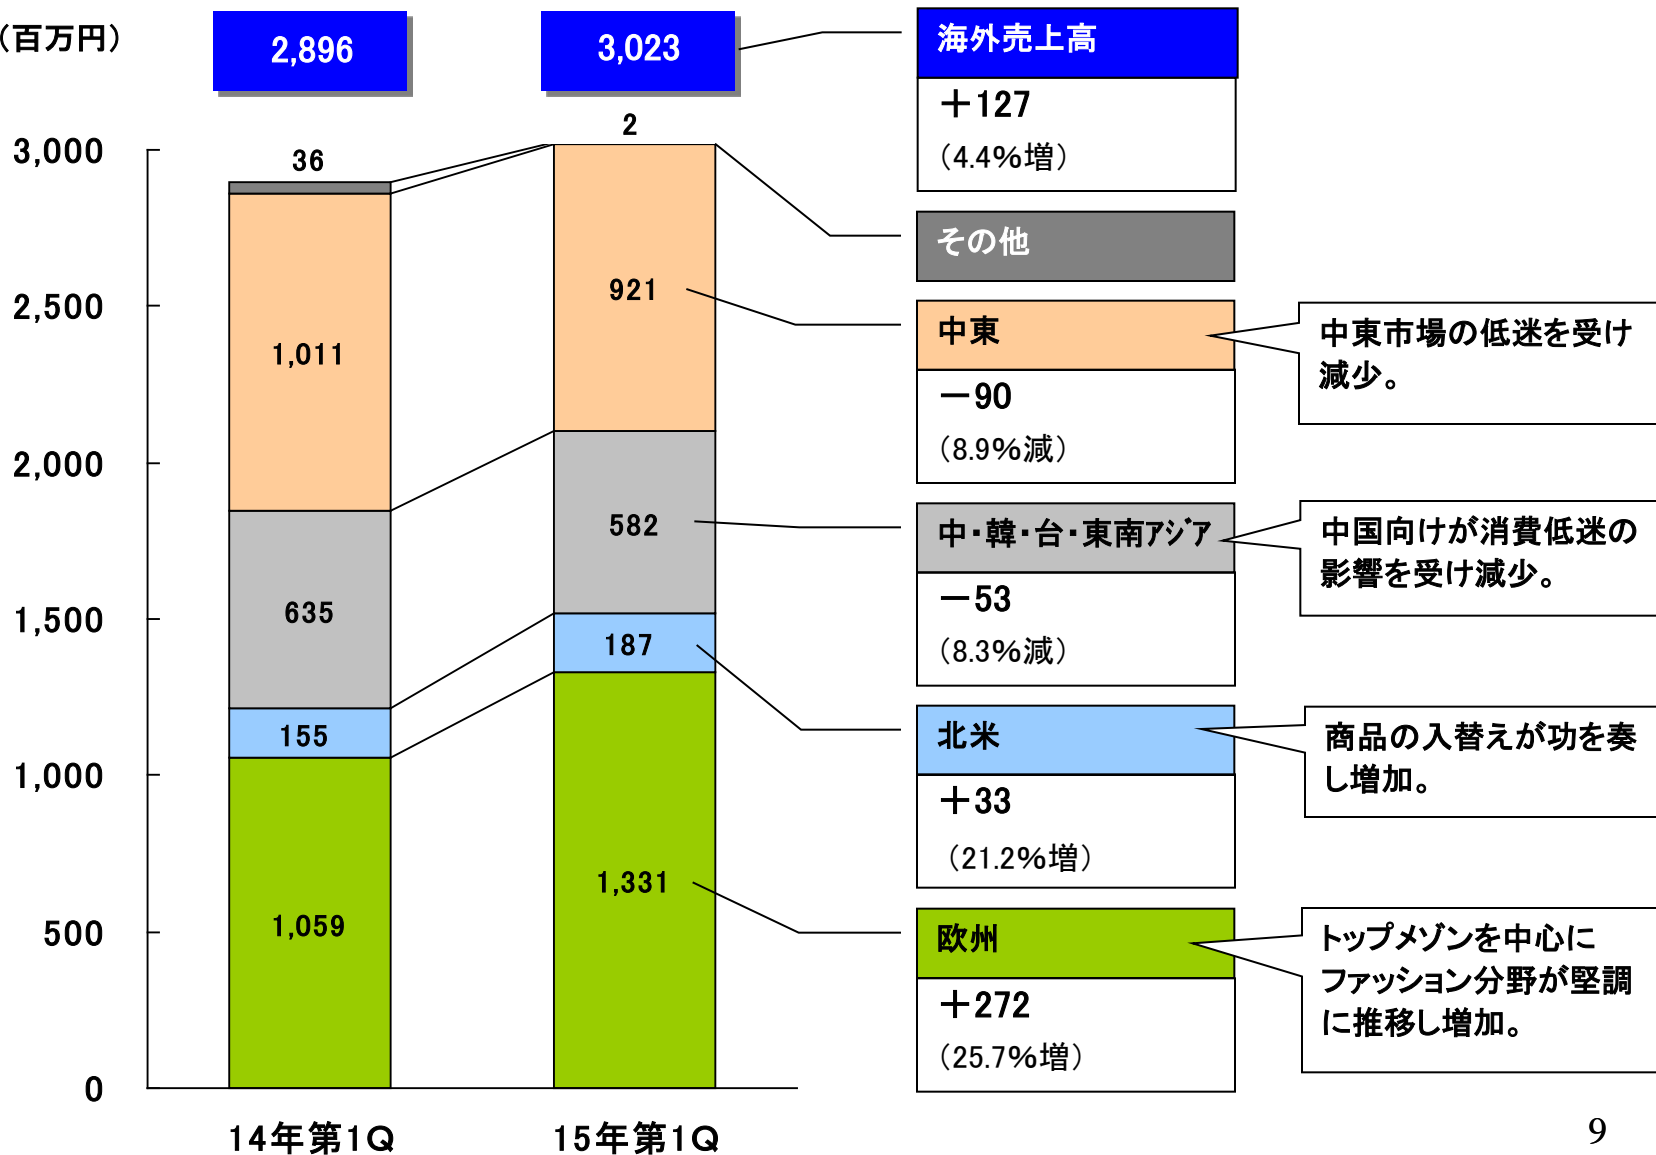 （百万円）
2,896
3,023
海外売上高
＋127
（4.4%増）
3,000
2,500
2,000
1,500
1,000
500
0
36
1,011
635
155
1,059
2
921
582
187
1,331
その他
中東
－90
（8.9%減）
中東市場の低迷を受け
減少。
中・韓・台・東南ｱｼﾞｱ
－53
（8.3%減）
中国向けが消費低迷の
影響を受け減少。
北米
＋33
（21.2%増）
商品の入替えが功を奏
し増加。
欧州
＋272
（25.7%増）
トップメゾンを中心に
ファッション分野が堅調
に推移し増加。
14年第1Q
15年第1Q
9